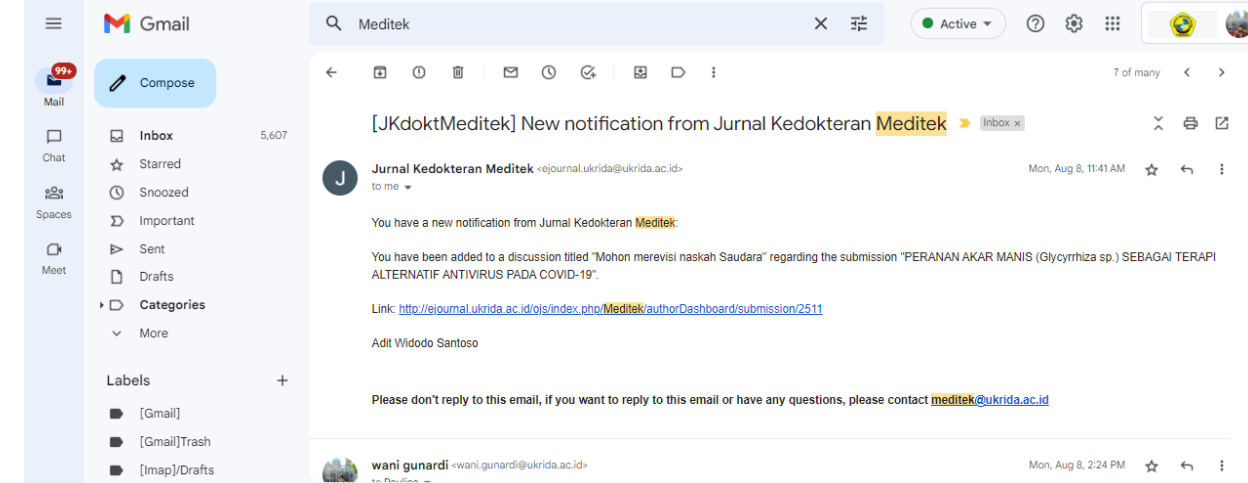 Gmail
Meditek
Active
99+
Mail
Compose
7 of many
[JKdoktMeditek] New notification from Jurnal Kedokteran Meditek
Inbox ×
Inbox 5,607
Chat
Starred
J
Jurnal Kedokteran Meditek <ejournal.ukrida@ukrida.ac.id>
Mon, Aug 8, 11:41 AM
to me
Snoozed
Spaces
Important
You have a new notification from Jurnal Kedokteran Meditek:
Sent
You have been added to a discussion titled "Mohon merevisi naskah Saudara" regarding the submission "PERANAN AKAR MANIS (Glycyrrhiza sp.) SEBAGAI TERAPI
ALTERNATIF ANTIVIRUS PADA COVID-19".
Meet
Drafts
Categories
Link: http://ejournal.ukrida.ac.id/ojs/index.php/Meditek/authorDashboard/submission/2511
More
Adit Widodo Santoso
Labels
Please don't reply to this email, if you want to reply to this email or have any questions, please contact meditek@ukrida.ac.id
[Gmail]
[Gmail]Trash
[Imap]/Drafts
wani gunardi <wani.gunardi@ukrida.ac.id>
Mon, Aug 8, 2:24 PM